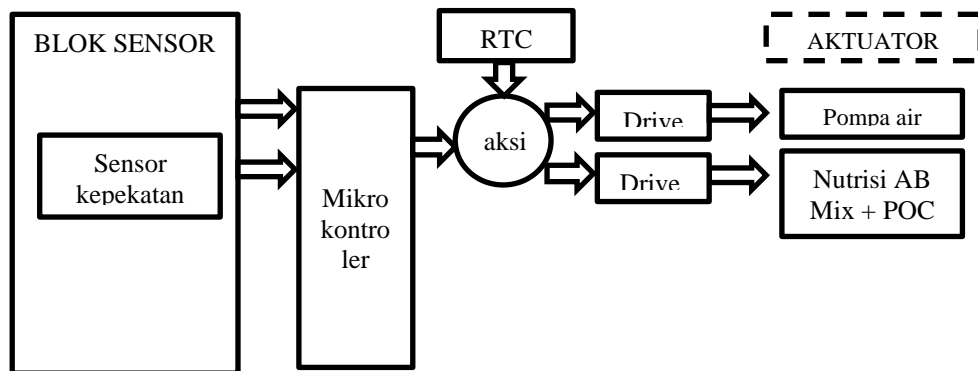 BLOK SENSOR
Sensor
kepekatan
Mikro
kontro
ler
RTC
aksi
Drive
Drive
AKTUATOR
Pompa air
Nutrisi AB
Mix + POC